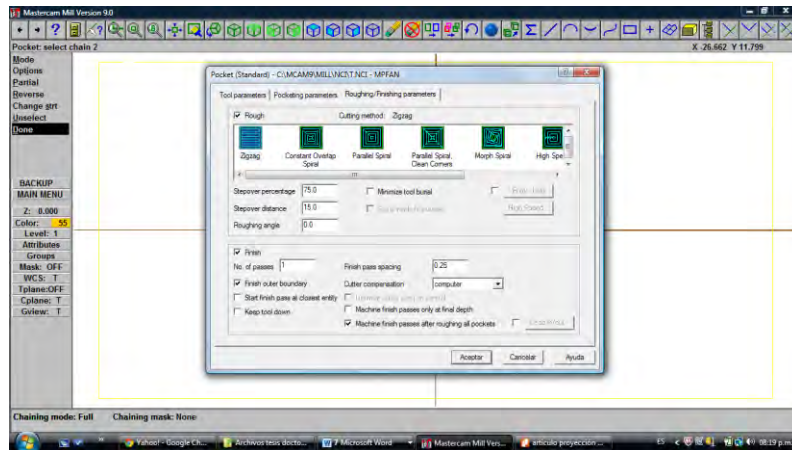 Mastercam Mill Version 9.0
Pocket: select chain 2
X -26.662 Y 11.799
Mode
Options
Partial
Reverse
Change strt
Unselect
Done
BACKUP
MAIN MENU
Z: 0.000
Color: 55
Level: 1
Attributes
Groups
Mask: OFF
WCS: T
Tplane:OFF
Cplane: T
Gview: T
Pocket (Standard) - C:\MCAM9\MILL\NCI\T.NCI - MPFAN
Tool parameters Pocketing parameters Roughing/Finishing parameters
Rough Cutting method: Zigzag
Zigzag Constant Overlap Spiral Parallel Spiral Parallel Spiral, Clean Corners Morph Spiral High Spe
Stepover percentage 75.0 Minimize tool burial
Stepover distance 15.0
Roughing angle 0.0
Finish
No. of passes 1 Finish pass spacing 0.25
Finish outer boundary Cutter compensation computer
Start finish pass at closest entity
Keep tool down Machine finish passes only at final depth
Machine finish passes after roughing all pockets
Aceptar Cancelar Ayuda
Chaining mode: Full Chaining mask: None
Yahoo! - Google Ch... Archivos tesis docto... 2 Microsoft Word Mastercam Mill Vers... articulo proyección ... ES 08:19 p.m.